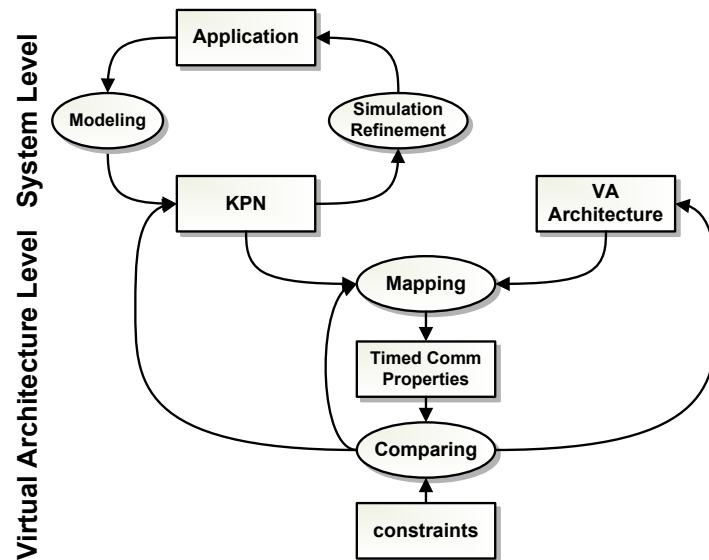 System Level
Virtual Architecture Level
Application
Modeling
Simulation
Refinement
KPN
VA
Architecture
Mapping
Timed Comm
Properties
Comparing
constraints